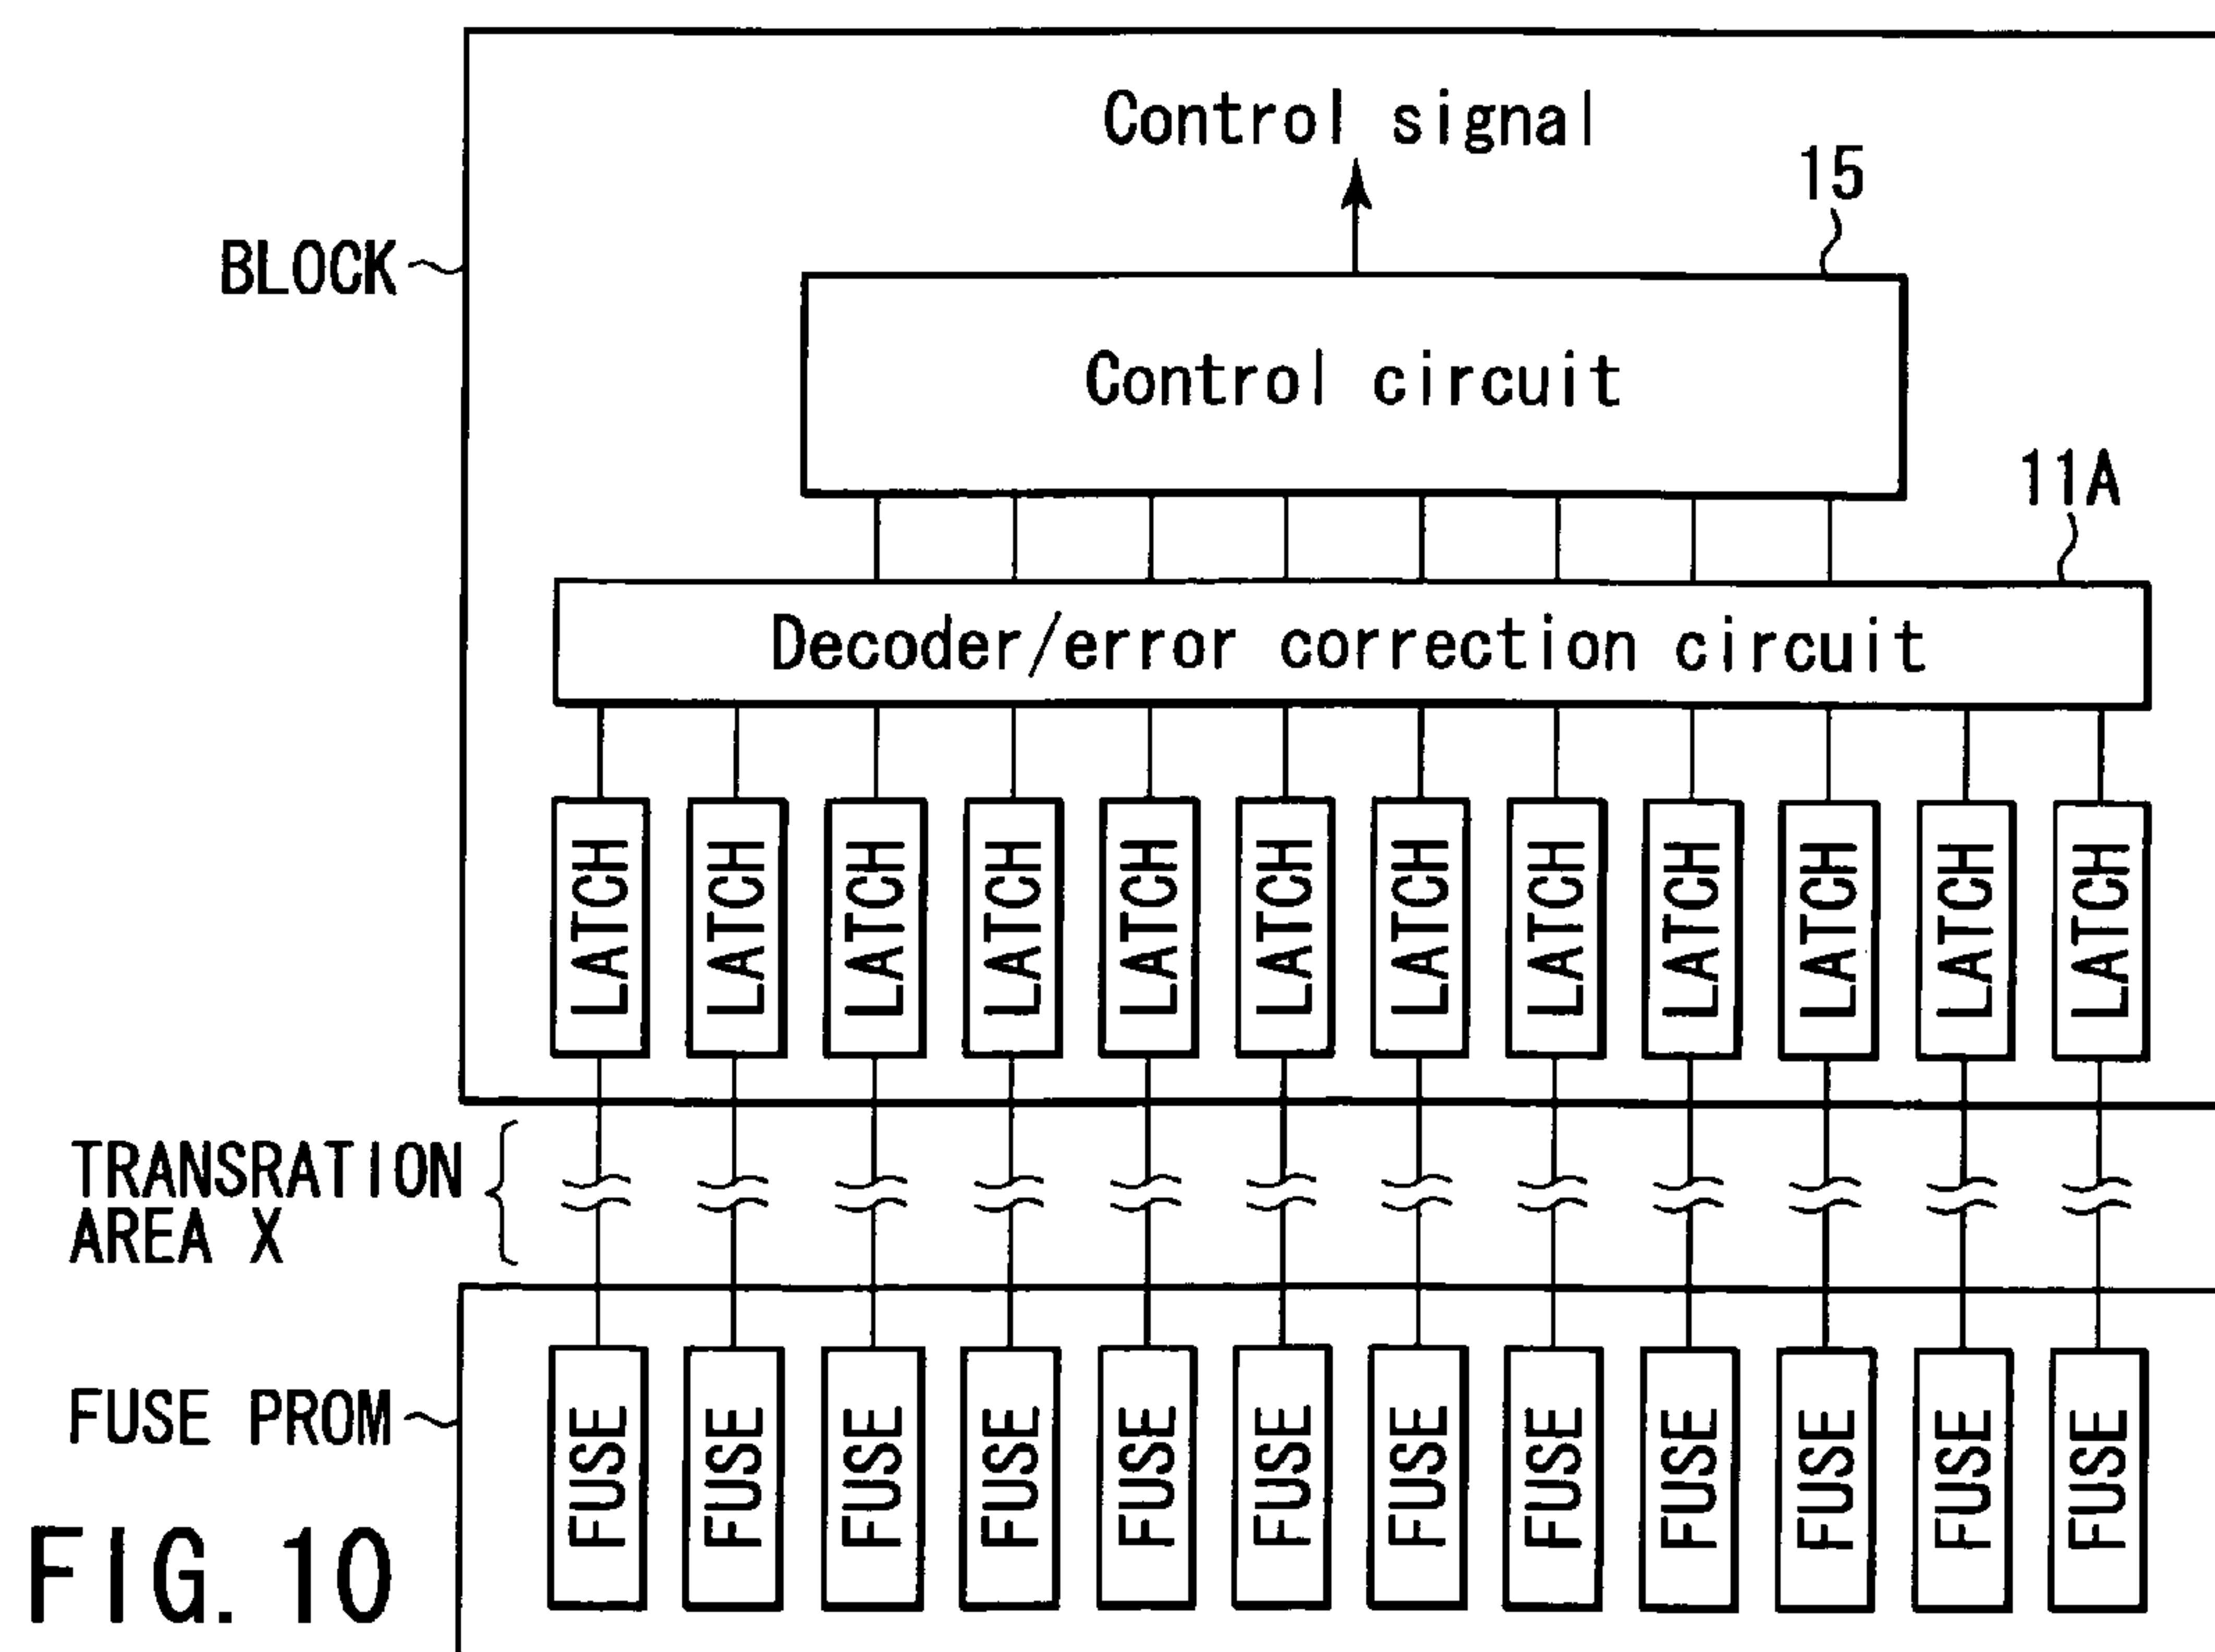 Control signal
15
BLOCK
Control circuit
11A
Decoder/error correction circuit
LATCH LATCH LATCH LATCH LATCH LATCH LATCH LATCH LATCH LATCH LATCH LATCH
TRANSRATION
AREA X
FUSE PROM
FUSE FUSE FUSE FUSE FUSE FUSE FUSE FUSE FUSE FUSE FUSE FUSE
FIG. 10